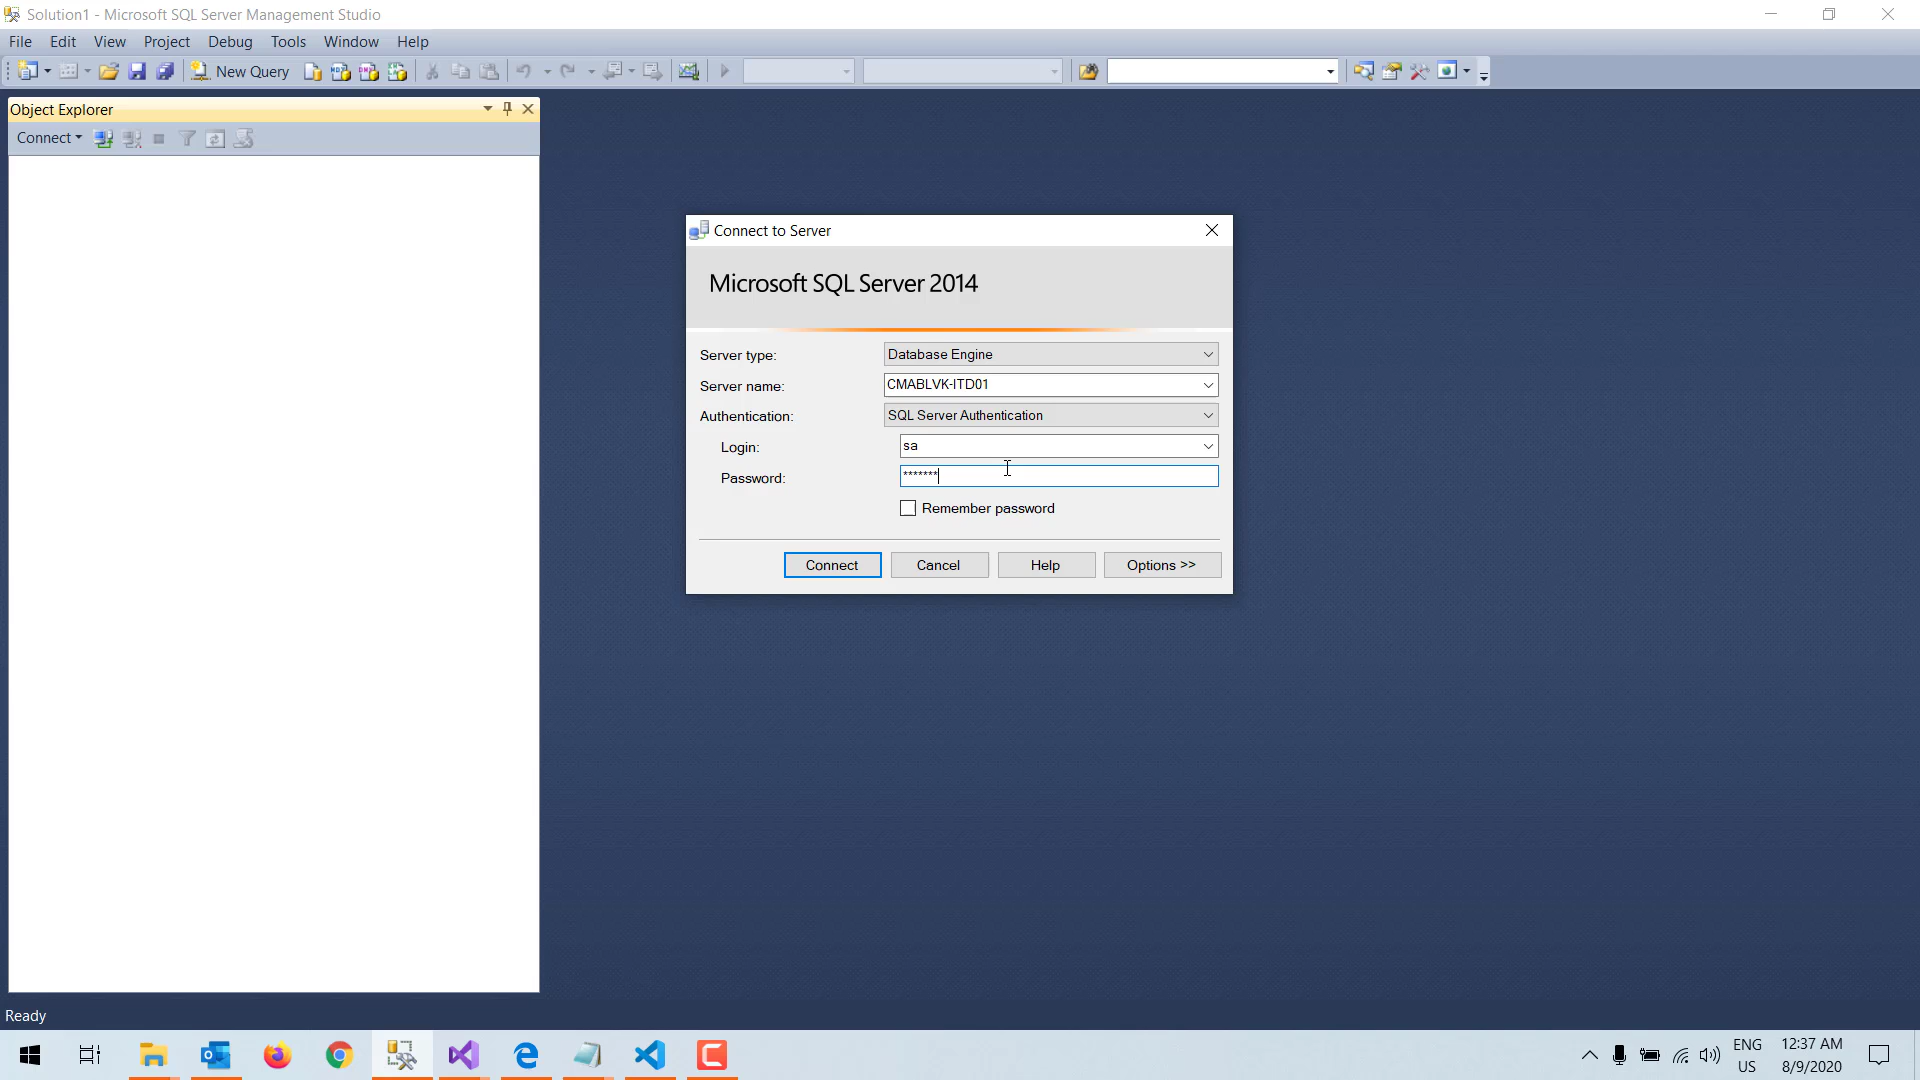 Solution1 - Microsoft SQL Server Management Studio
File Edit View Project Debug Tools Window Help
New Query
Object Explorer
Connect
Connect to Server
Microsoft SQL Server 2014
Server type: Database Engine
Server name: CMABLVK-ITD01
Authentication: SQL Server Authentication
Login: sa
Password: *******
Remember password
Connect Cancel Help Options >>
Ready
ENG 12:37 AM
US 8/9/2020